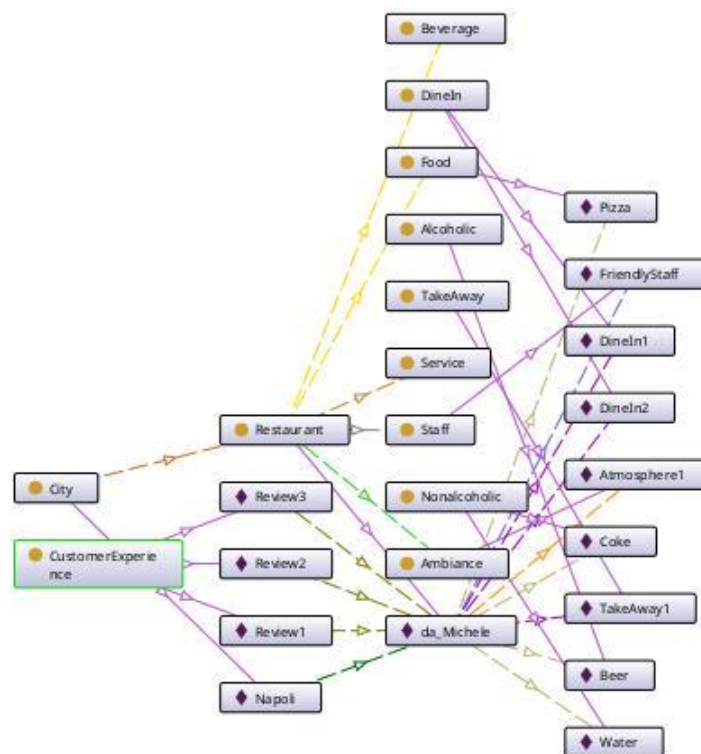 Beverage
DineIn
Food
Alcoholic
TakeAway
Service
Restaurant
Staff
City
Review3
Nonalcoholic
CustomerExperie
nce
Review2
Ambiance
Review1
da_Michele
Napoli
Pizza
FriendlyStaff
DineIn1
DineIn2
Atmosphere1
Coke
TakeAway1
Beer
Water